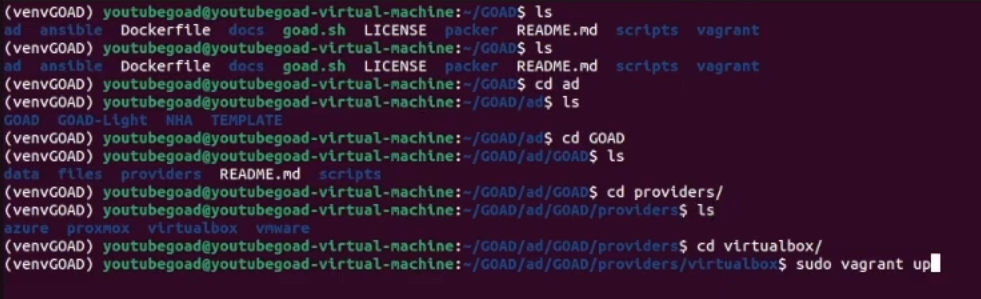 (venvGOAD) youtubegoad@youtubegoad-virtual-machine:~/GOAD$ ls
ad ansible Dockerfile docs goad.sh LICENSE packer README.md scripts vagrant
(venvGOAD) youtubegoad@youtubegoad-virtual-machine:~/GOAD$ ls
ad ansible Dockerfile docs goad.sh LICENSE packer README.md scripts vagrant
(venvGOAD) youtubegoad@youtubegoad-virtual-machine:~/GOAD$ cd ad
(venvGOAD) youtubegoad@youtubegoad-virtual-machine:~/GOAD/ad$ ls
GOAD GOAD-Light NHA TEMPLATE
(venvGOAD) youtubegoad@youtubegoad-virtual-machine:~/GOAD/ad$ cd GOAD
(venvGOAD) youtubegoad@youtubegoad-virtual-machine:~/GOAD/ad/GOAD$ ls
data files providers README.md scripts
(venvGOAD) youtubegoad@youtubegoad-virtual-machine:~/GOAD/ad/GOAD$ cd providers/
(venvGOAD) youtubegoad@youtubegoad-virtual-machine:~/GOAD/ad/GOAD/providers$ ls
azure proxmox virtualbox vmware
(venvGOAD) youtubegoad@youtubegoad-virtual-machine:~/GOAD/ad/GOAD/providers$ cd virtualbox/
(venvGOAD) youtubegoad@youtubegoad-virtual-machine:~/GOAD/ad/GOAD/providers/virtualbox$ sudo vagrant up